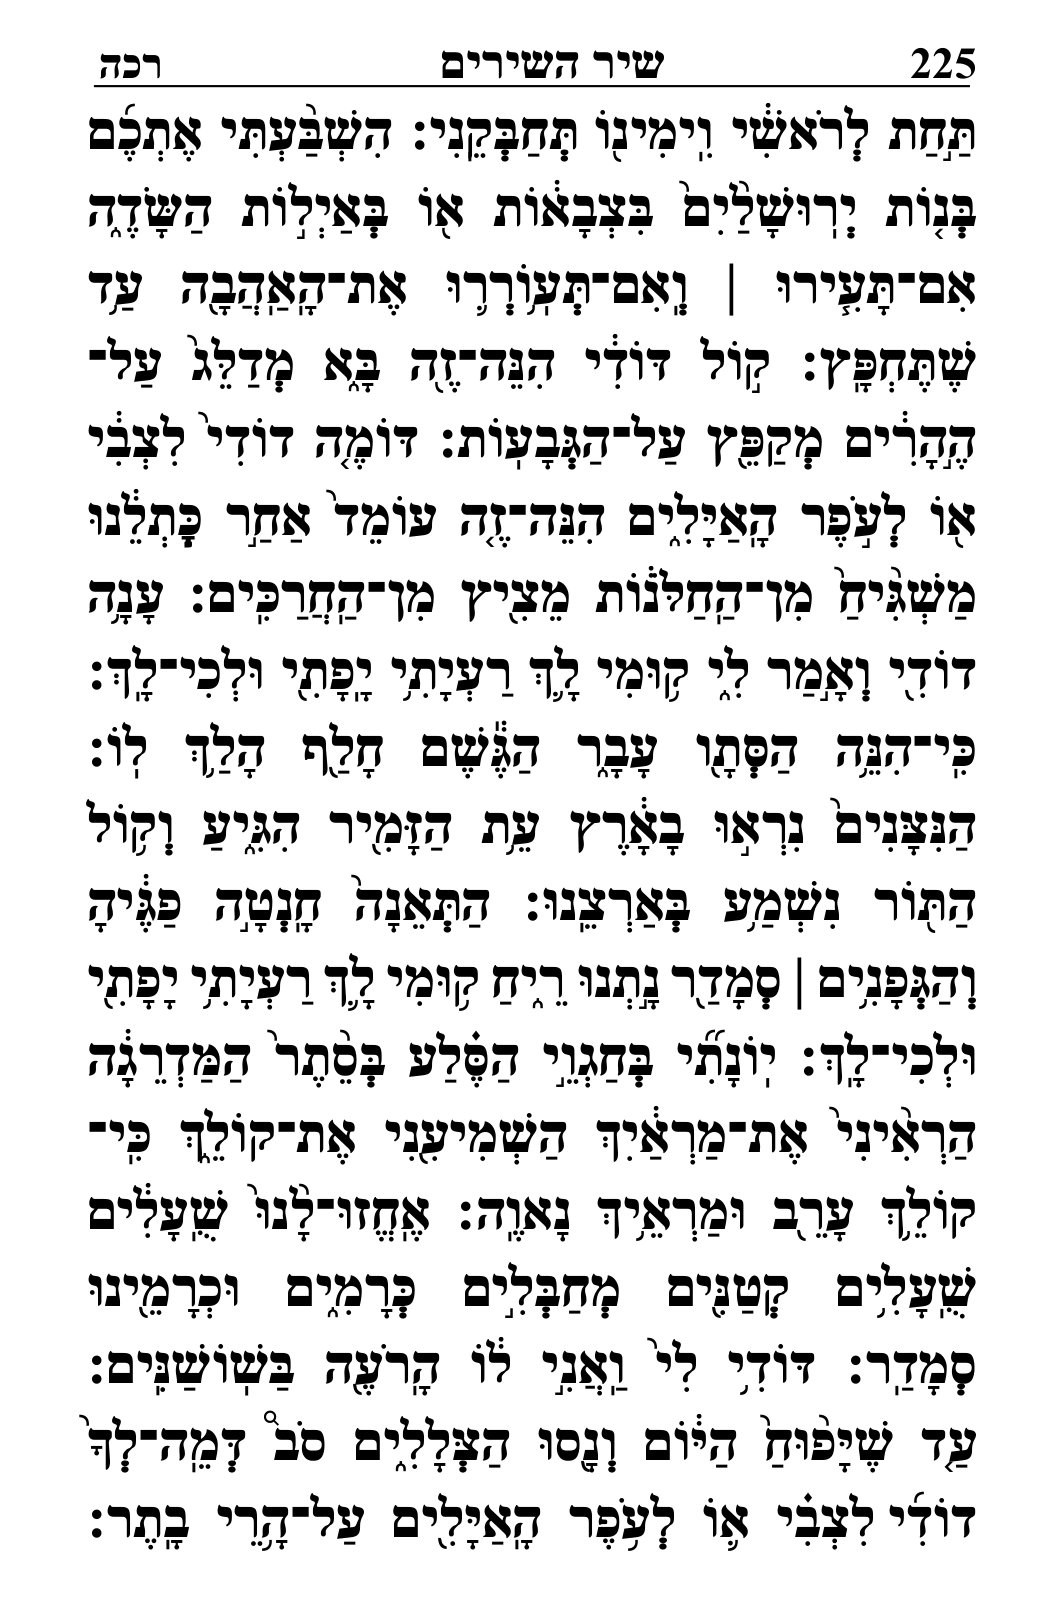 225 שיר השירים רכה
תַּ֣חַת לְרֹאשִׁ֔י וִֽימִינ֖וֹ תְּחַבְּקֵֽנִי׃ הִשְׁבַּ֨עְתִּי אֶתְכֶ֜ם
בְּנ֤וֹת יְרֽוּשָׁלִַ֙ם֙ בִּצְבָא֔וֹת א֖וֹ בְּאַיְל֣וֹת הַשָּׂדֶ֑ה
אִם־תָּעִ֧ירוּ | וְֽאִם־תְּעֽוֹרְר֛וּ אֶת־הָֽאַהֲבָ֖ה עַ֥ד
שֶׁתֶּחְפָּֽץ׃ ק֣וֹל דּוֹדִ֔י הִנֵּה־זֶ֖ה בָּ֑א מְדַלֵּג֙ עַל־
הֶ֣הָרִ֔ים מְקַפֵּ֖ץ עַל־הַגְּבָעֽוֹת׃ דּוֹמֶ֤ה דוֹדִי֙ לִצְבִ֔י
א֖וֹ לְעֹ֣פֶר הָֽאַיָּלִ֑ים הִנֵּה־זֶ֤ה עוֹמֵד֙ אַחַ֣ר כָּתְלֵ֔נוּ
מַשְׁגִּ֙יחַ֙ מִן־הַֽחַלֹּנ֔וֹת מֵצִ֖יץ מִן־הַֽחֲרַכִּֽים׃ עָנָ֥ה
דוֹדִ֖י וְאָ֣מַר לִ֑י ק֥וּמִי לָ֛ךְ רַעְיָתִ֥י יָֽפָתִ֖י וּלְכִי־לָֽךְ׃
כִּֽי־הִנֵּ֥ה הַסְּתָ֖ו עָבָ֑ר הַגֶּ֕שֶׁם חָלַ֖ף הָלַ֥ךְ לֽוֹ׃
הַנִּצָּנִים֙ נִרְא֣וּ בָאָ֔רֶץ עֵ֥ת הַזָּמִ֖יר הִגִּ֑יעַ וְק֥וֹל
הַתּ֖וֹר נִשְׁמַ֥ע בְּאַרְצֵֽנוּ׃ הַתְּאֵנָה֙ חָֽנְטָ֣ה פַגֶּ֔יהָ
וְהַגְּפָנִ֥ים | סְמָדַ֖ר נָ֣תְנוּ רֵ֑יחַ ק֥וּמִי לָ֛ךְ רַעְיָתִ֥י יָפָתִ֖י
וּלְכִי־לָֽךְ׃ יֽוֹנָתִ֞י בְּחַגְוֵ֣י הַסֶּ֗לַע בְּסֵ֙תֶר֙ הַמַּדְרֵגָ֔ה
הַרְאִ֙ינִי֙ אֶת־מַרְאַ֔יִךְ הַשְׁמִיעִ֖נִי אֶת־קוֹלֵ֑ךְ כִּֽי־
קוֹלֵ֥ךְ עָרֵ֖ב וּמַרְאֵ֥יךְ נָאוֶֽה׃ אֶֽחֱזוּ־לָ֙נוּ֙ שֻֽׁעָלִ֔ים
שֻֽׁעָלִ֥ים קְטַנִּ֖ים מְחַבְּלִ֣ים כְּרָמִ֑ים וּכְרָמֵ֖ינוּ
סְמָדַֽר׃ דּוֹדִ֥י לִי֙ וַֽאֲנִ֣י ל֔וֹ הָֽרֹעֶ֖ה בַּשּֽׁוֹשַׁנִּֽים׃
עַ֤ד שֶׁיָּפ֙וּחַ֙ הַיּ֔וֹם וְנָ֖סוּ הַצְּלָלִ֑ים סֹב֩ דְּמֵֽה־לְךָ֨
דוֹדִ֜י לִצְבִ֗י א֛וֹ לְעֹ֥פֶר הָֽאַיָּלִ֖ים עַל־הָ֥רֵי בָֽתֶר׃